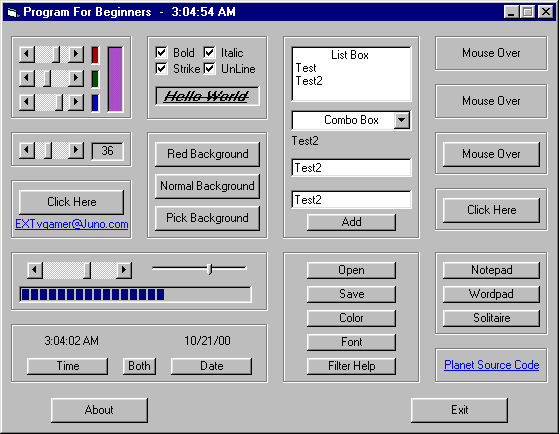 Program For Beginners - 3:04:54 AM
Bold
Italic
Strike
UnLine
Hello World
36
Click Here
EXTvgamer@Juno.com
Red Background
Normal Background
Pick Background
List Box
Test
Test2
Combo Box
Test2
Test2
Test2
Add
Mouse Over
Mouse Over
Mouse Over
Click Here
3:04:02 AM
10/21/00
Time
Both
Date
Open
Save
Color
Font
Filter Help
Notepad
Wordpad
Solitaire
Planet Source Code
About
Exit